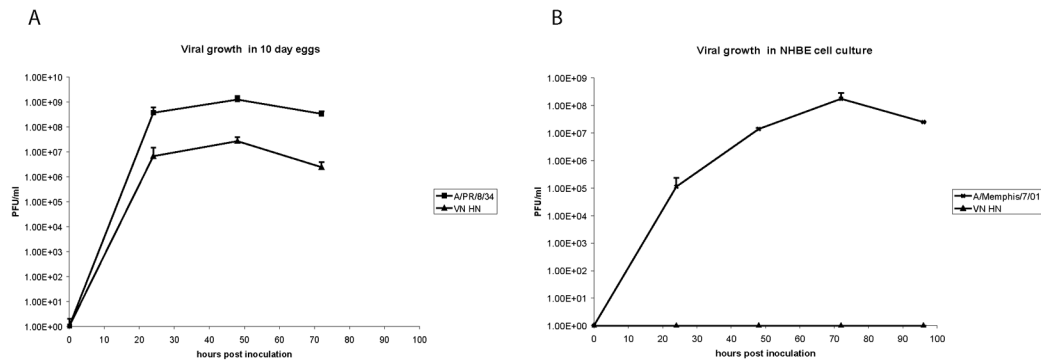 A
Viral growth in 10 day eggs
1.00E+10
1.00E+09
1.00E+08
1.00E+07
1.00E+06
1.00E+05
1.00E+04
1.00E+03
1.00E+02
1.00E+01
1.00E+00
PFU/ml
0 10 20 30 40 50 60 70 80 90 100
hours post inoculation
A/PR/8/34
VN HN
B
Viral growth in NHBE cell culture
1.00E+09
1.00E+08
1.00E+07
1.00E+06
1.00E+05
1.00E+04
1.00E+03
1.00E+02
1.00E+01
1.00E+00
PFU/ml
0 10 20 30 40 50 60 70 80 90 100
hours post inoculation
A/Memphis/7/01
VN HN